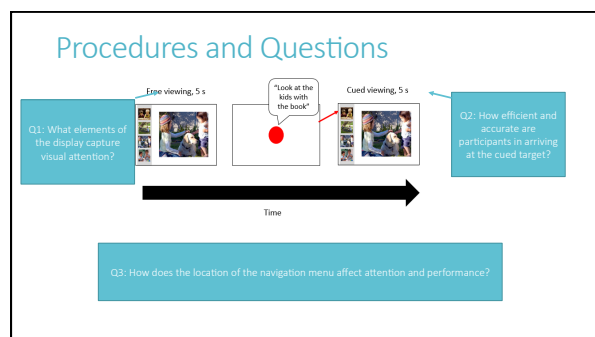 Procedures and Questions
Free viewing, 5 s
"Look at the
kids with
the book"
Cued viewing, 5 s
Q1: What elements of
the display capture
visual attention?
Q2: How efficient and
accurate are
participants in arriving
at the cued target?
Time
Q3: How does the location of the navigation menu affect attention and performance?